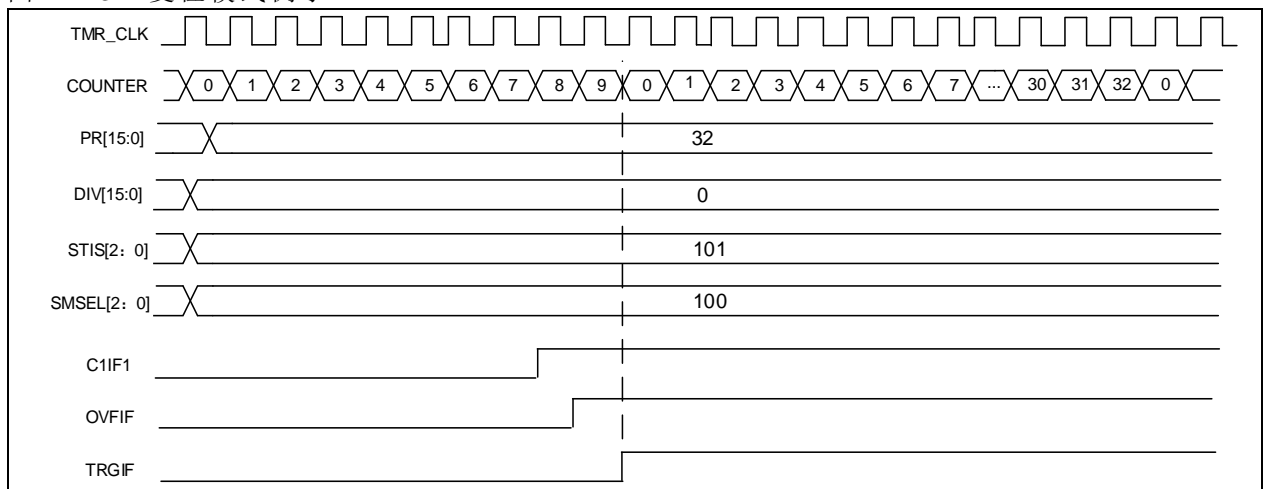 TMR_CLK
COUNTER 0 1 2 3 4 5 6 7 8 9 0 1 2 3 4 5 6 7 ... 30 31 32 0
PR[15:0] 32
DIV[15:0] 0
STIS[2：0] 101
SMSEL[2：0] 100
C1IF1
OVFIF
TRGIF